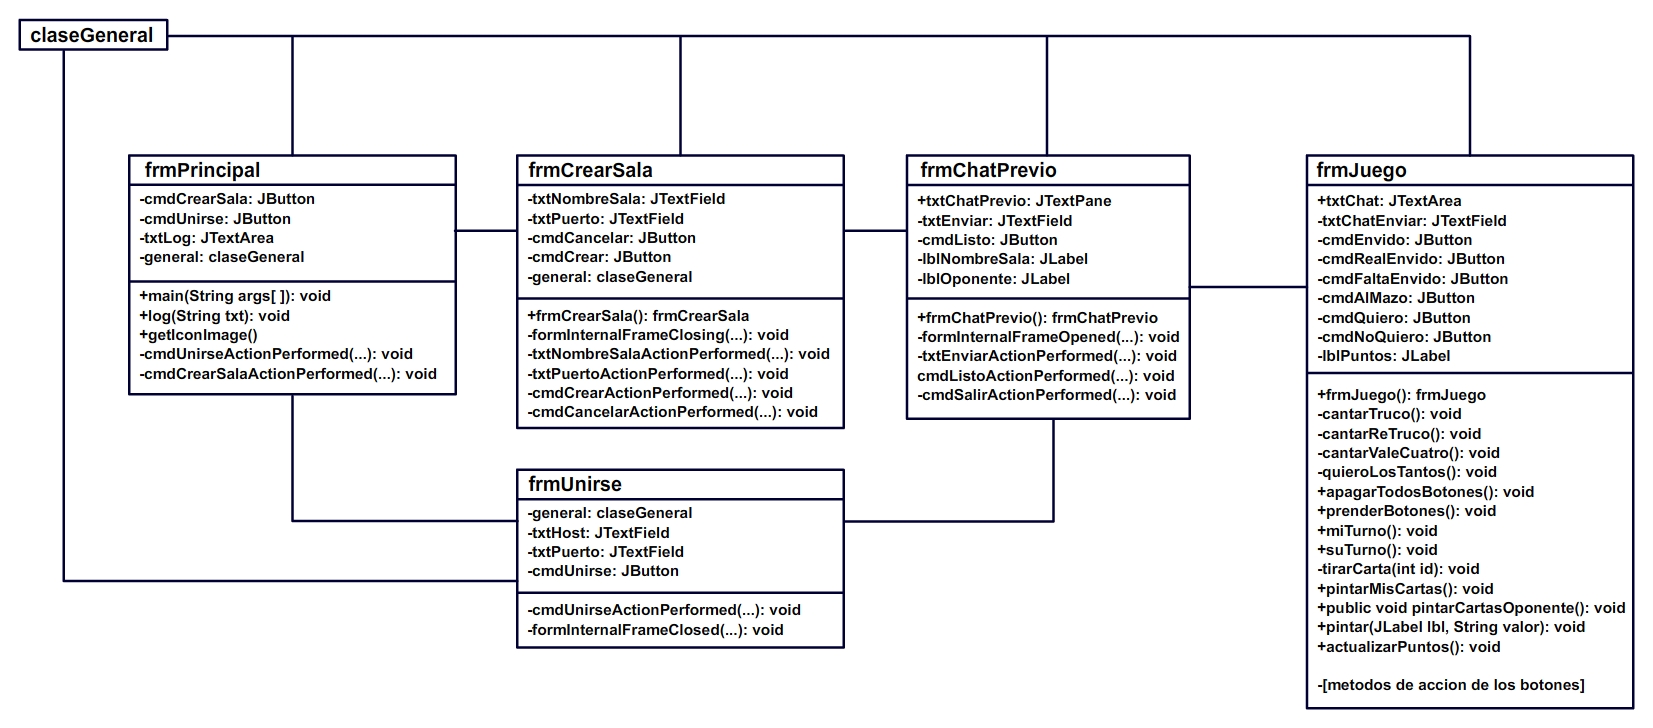 claseGeneral
frmPrincipal
-cmdCrearSala: JButton
-cmdUnirse: JButton
-txtLog: JTextArea
-general: claseGeneral
+main(String args[ ]): void
+log(String txt): void
+getIconImage()
-cmdUnirseActionPerformed(...): void
-cmdCrearSalaActionPerformed(...): void
frmCrearSala
-txtNombreSala: JTextField
-txtPuerto: JTextField
-cmdCancelar: JButton
-cmdCrear: JButton
-general: claseGeneral
+frmCrearSala(): frmCrearSala
-formInternalFrameClosing(...): void
-txtNombreSalaActionPerformed(...): void
-txtPuertoActionPerformed(...): void
-cmdCrearActionPerformed(...): void
-cmdCancelarActionPerformed(...): void
frmUnirse
-general: claseGeneral
-txtHost: JTextField
-txtPuerto: JTextField
-cmdUnirse: JButton
-cmdUnirseActionPerformed(...): void
-formInternalFrameClosed(...): void
frmChatPrevio
+txtChatPrevio: JTextPane
-txtEnviar: JTextField
-cmdListo: JButton
-lblNombreSala: JLabel
-lblOponente: JLabel
+frmChatPrevio(): frmChatPrevio
-formInternalFrameOpened(...): void
-txtEnviarActionPerformed(...): void
cmdListoActionPerformed(...): void
-cmdSalirActionPerformed(...): void
frmJuego
+txtChat: JTextArea
-txtChatEnviar: JTextField
-cmdEnvido: JButton
-cmdRealEnvido: JButton
-cmdFaltaEnvido: JButton
-cmdAlMazo: JButton
-cmdQuiero: JButton
-cmdNoQuiero: JButton
-lblPuntos: JLabel
+frmJuego(): frmJuego
-cantarTruco(): void
-cantarReTruco(): void
-cantarValeCuatro(): void
-quieroLosTantos(): void
+apagarTodosBotones(): void
+prenderBotones(): void
+miTurno(): void
+suTurno(): void
-tirarCarta(int id): void
+pintarMisCartas(): void
+public void pintarCartasOponente(): void
+pintar(JLabel lbl, String valor): void
+actualizarPuntos(): void
-[metodos de accion de los botones]